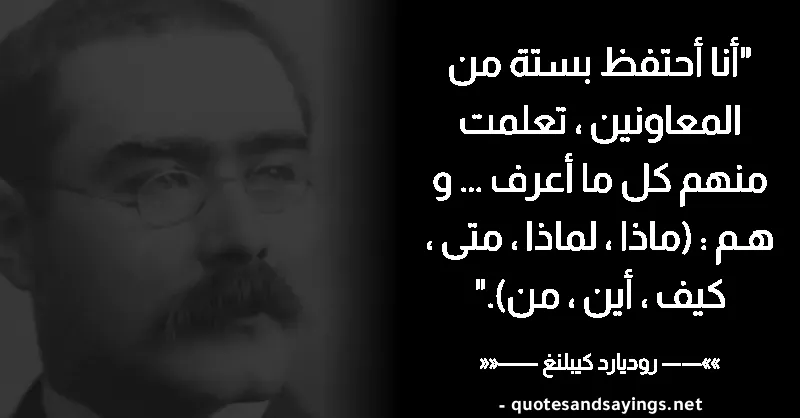 "أنا أحتفظ بستة من
المعاونين ، تعلمت
منهم كل ما أعرف ... و
هم : (ماذا ، لماذا ، متى ،
كيف ، أين ، من)."
»»—— روديارد كيبلنغ ——««
- quotesandsayings.net